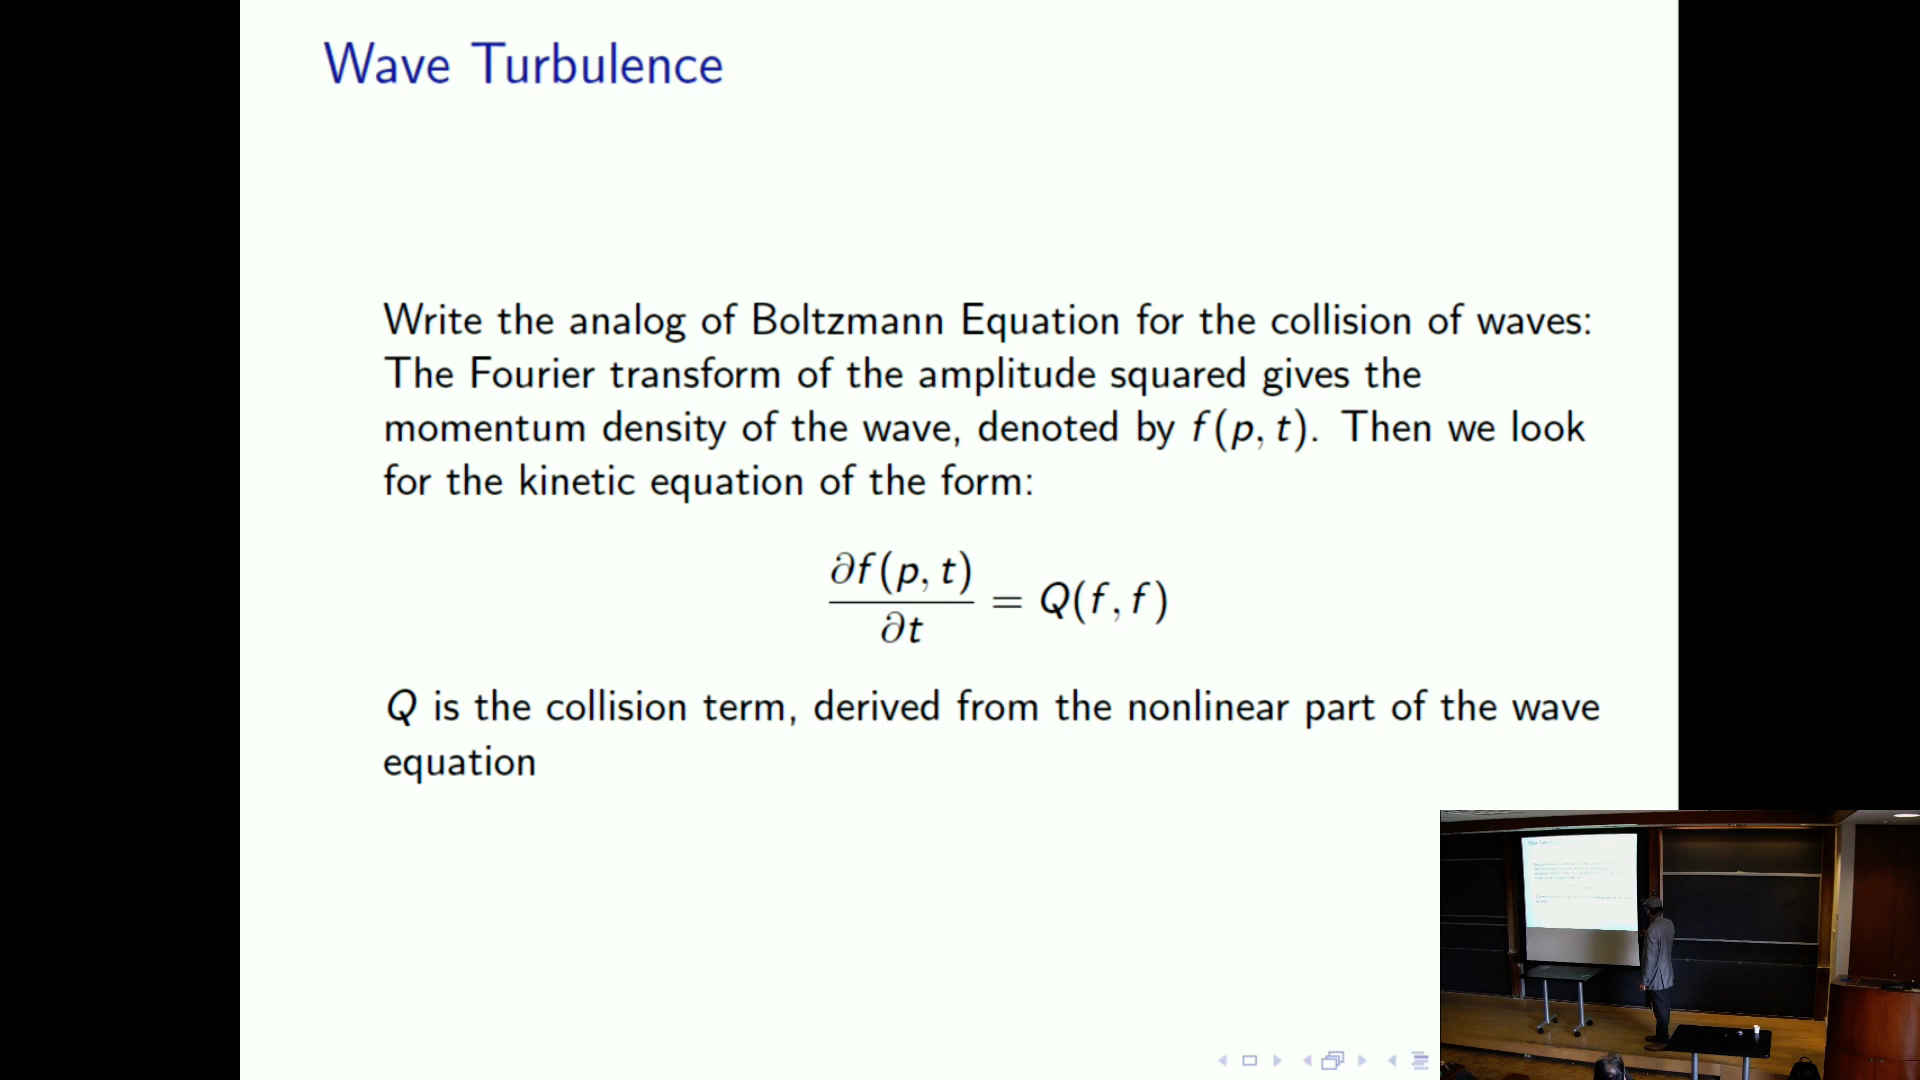 Wave Turbulence
Write the analog of Boltzmann Equation for the collision of waves:
The Fourier transform of the amplitude squared gives the
momentum density of the wave, denoted by f(p, t). Then we look
for the kinetic equation of the form:
∂f(p, t)
∂t
= Q(f, f)
Q is the collision term, derived from the nonlinear part of the wave
equation